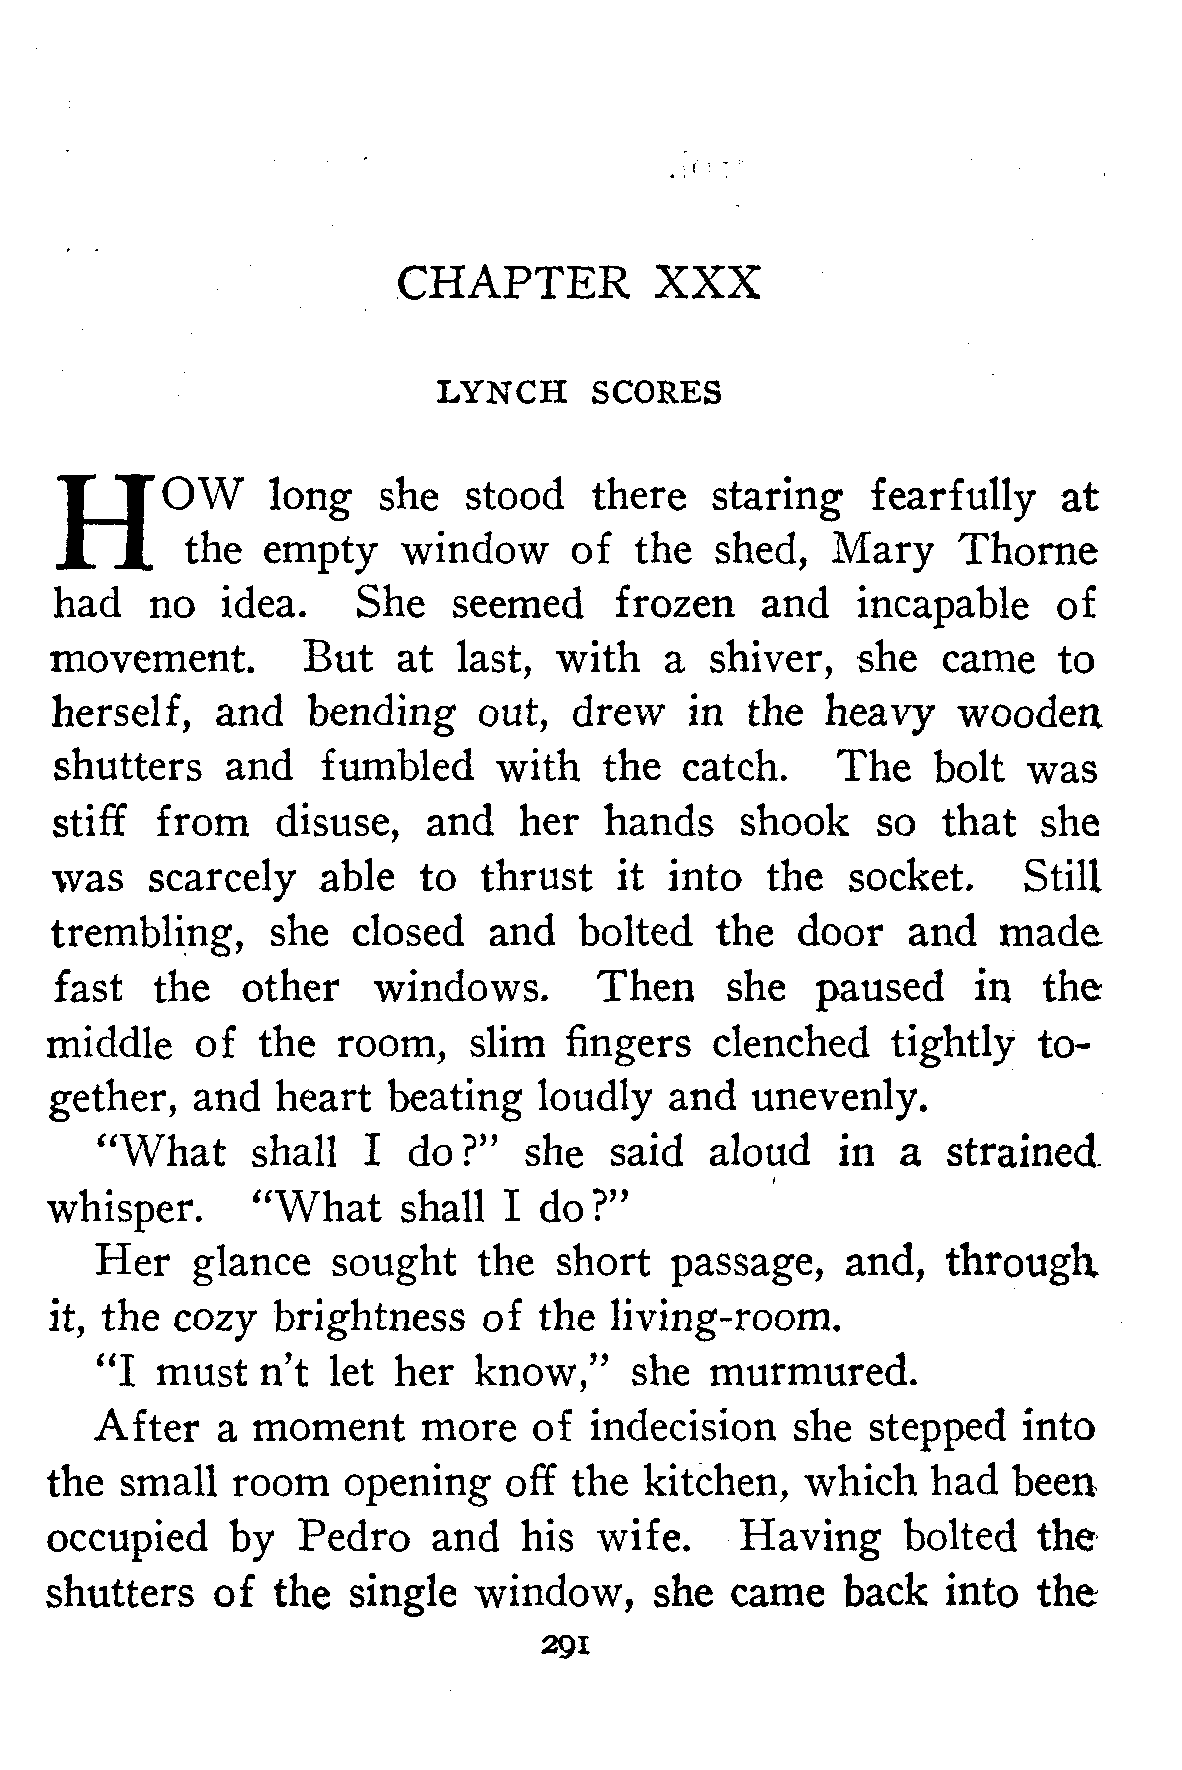 CHAPTER XXX
LYNCH SCORES
HOW long she stood there staring fearfully at
the empty window of the shed, Mary Thorne
had no idea. She seemed frozen and incapable of
movement. But at last, with a shiver, she came to
herself, and bending out, drew in the heavy wooden
shutters and fumbled with the catch. The bolt was
stiff from disuse, and her hands shook so that she
was scarcely able to thrust it into the socket. Still
trembling, she closed and bolted the door and made
fast the other windows. Then she paused in the
middle of the room, slim fingers clenched tightly to-
gether, and heart beating loudly and unevenly.
“What shall I do?” she said aloud in a strained
whisper. “What shall I do?”
Her glance sought the short passage, and, through
it, the cozy brightness of the living-room.
“I must n’t let her know,” she murmured.
After a moment more of indecision she stepped into
the small room opening off the kitchen, which had been
occupied by Pedro and his wife. Having bolted the
shutters of the single window, she came back into the
291